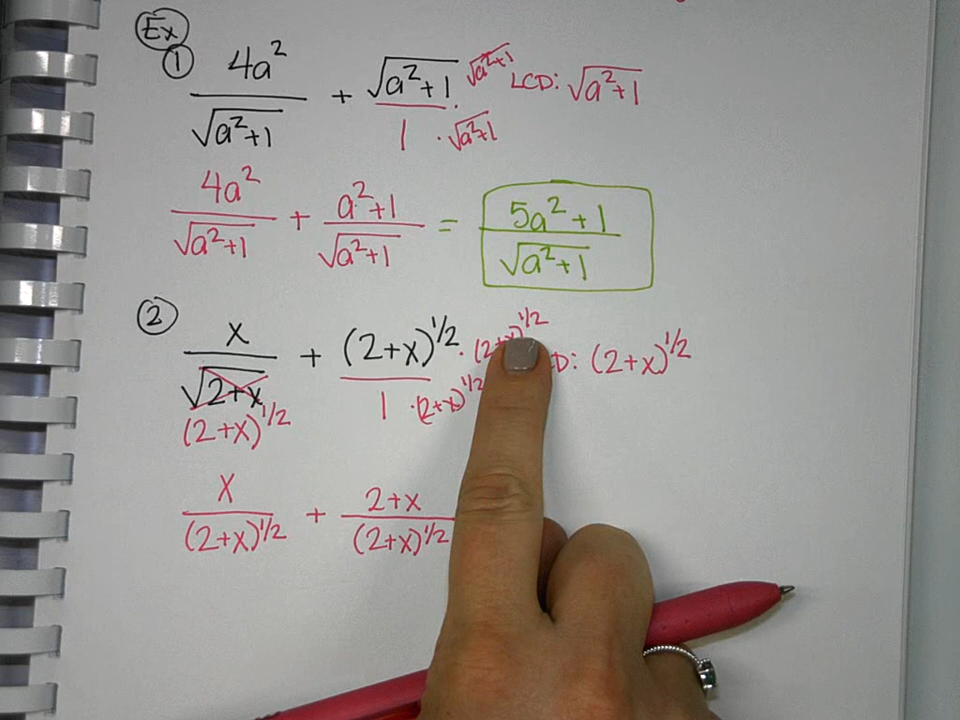 Ex
① 4a² / √(a²+1) + √(a²+1) / 1 · √(a²+1) / · √(a²+1) LCD: √(a²+1)
4a² / √(a²+1) + a²+1 / √(a²+1) = 5a²+1 / √(a²+1)
② x / √(2+x) (2+x)^1/2 + (2+x)^1/2 / 1 · (2+x)^1/2 / · (2+x)^1/2 D: (2+x)^1/2
x / (2+x)^1/2 + 2+x / (2+x)^1/2